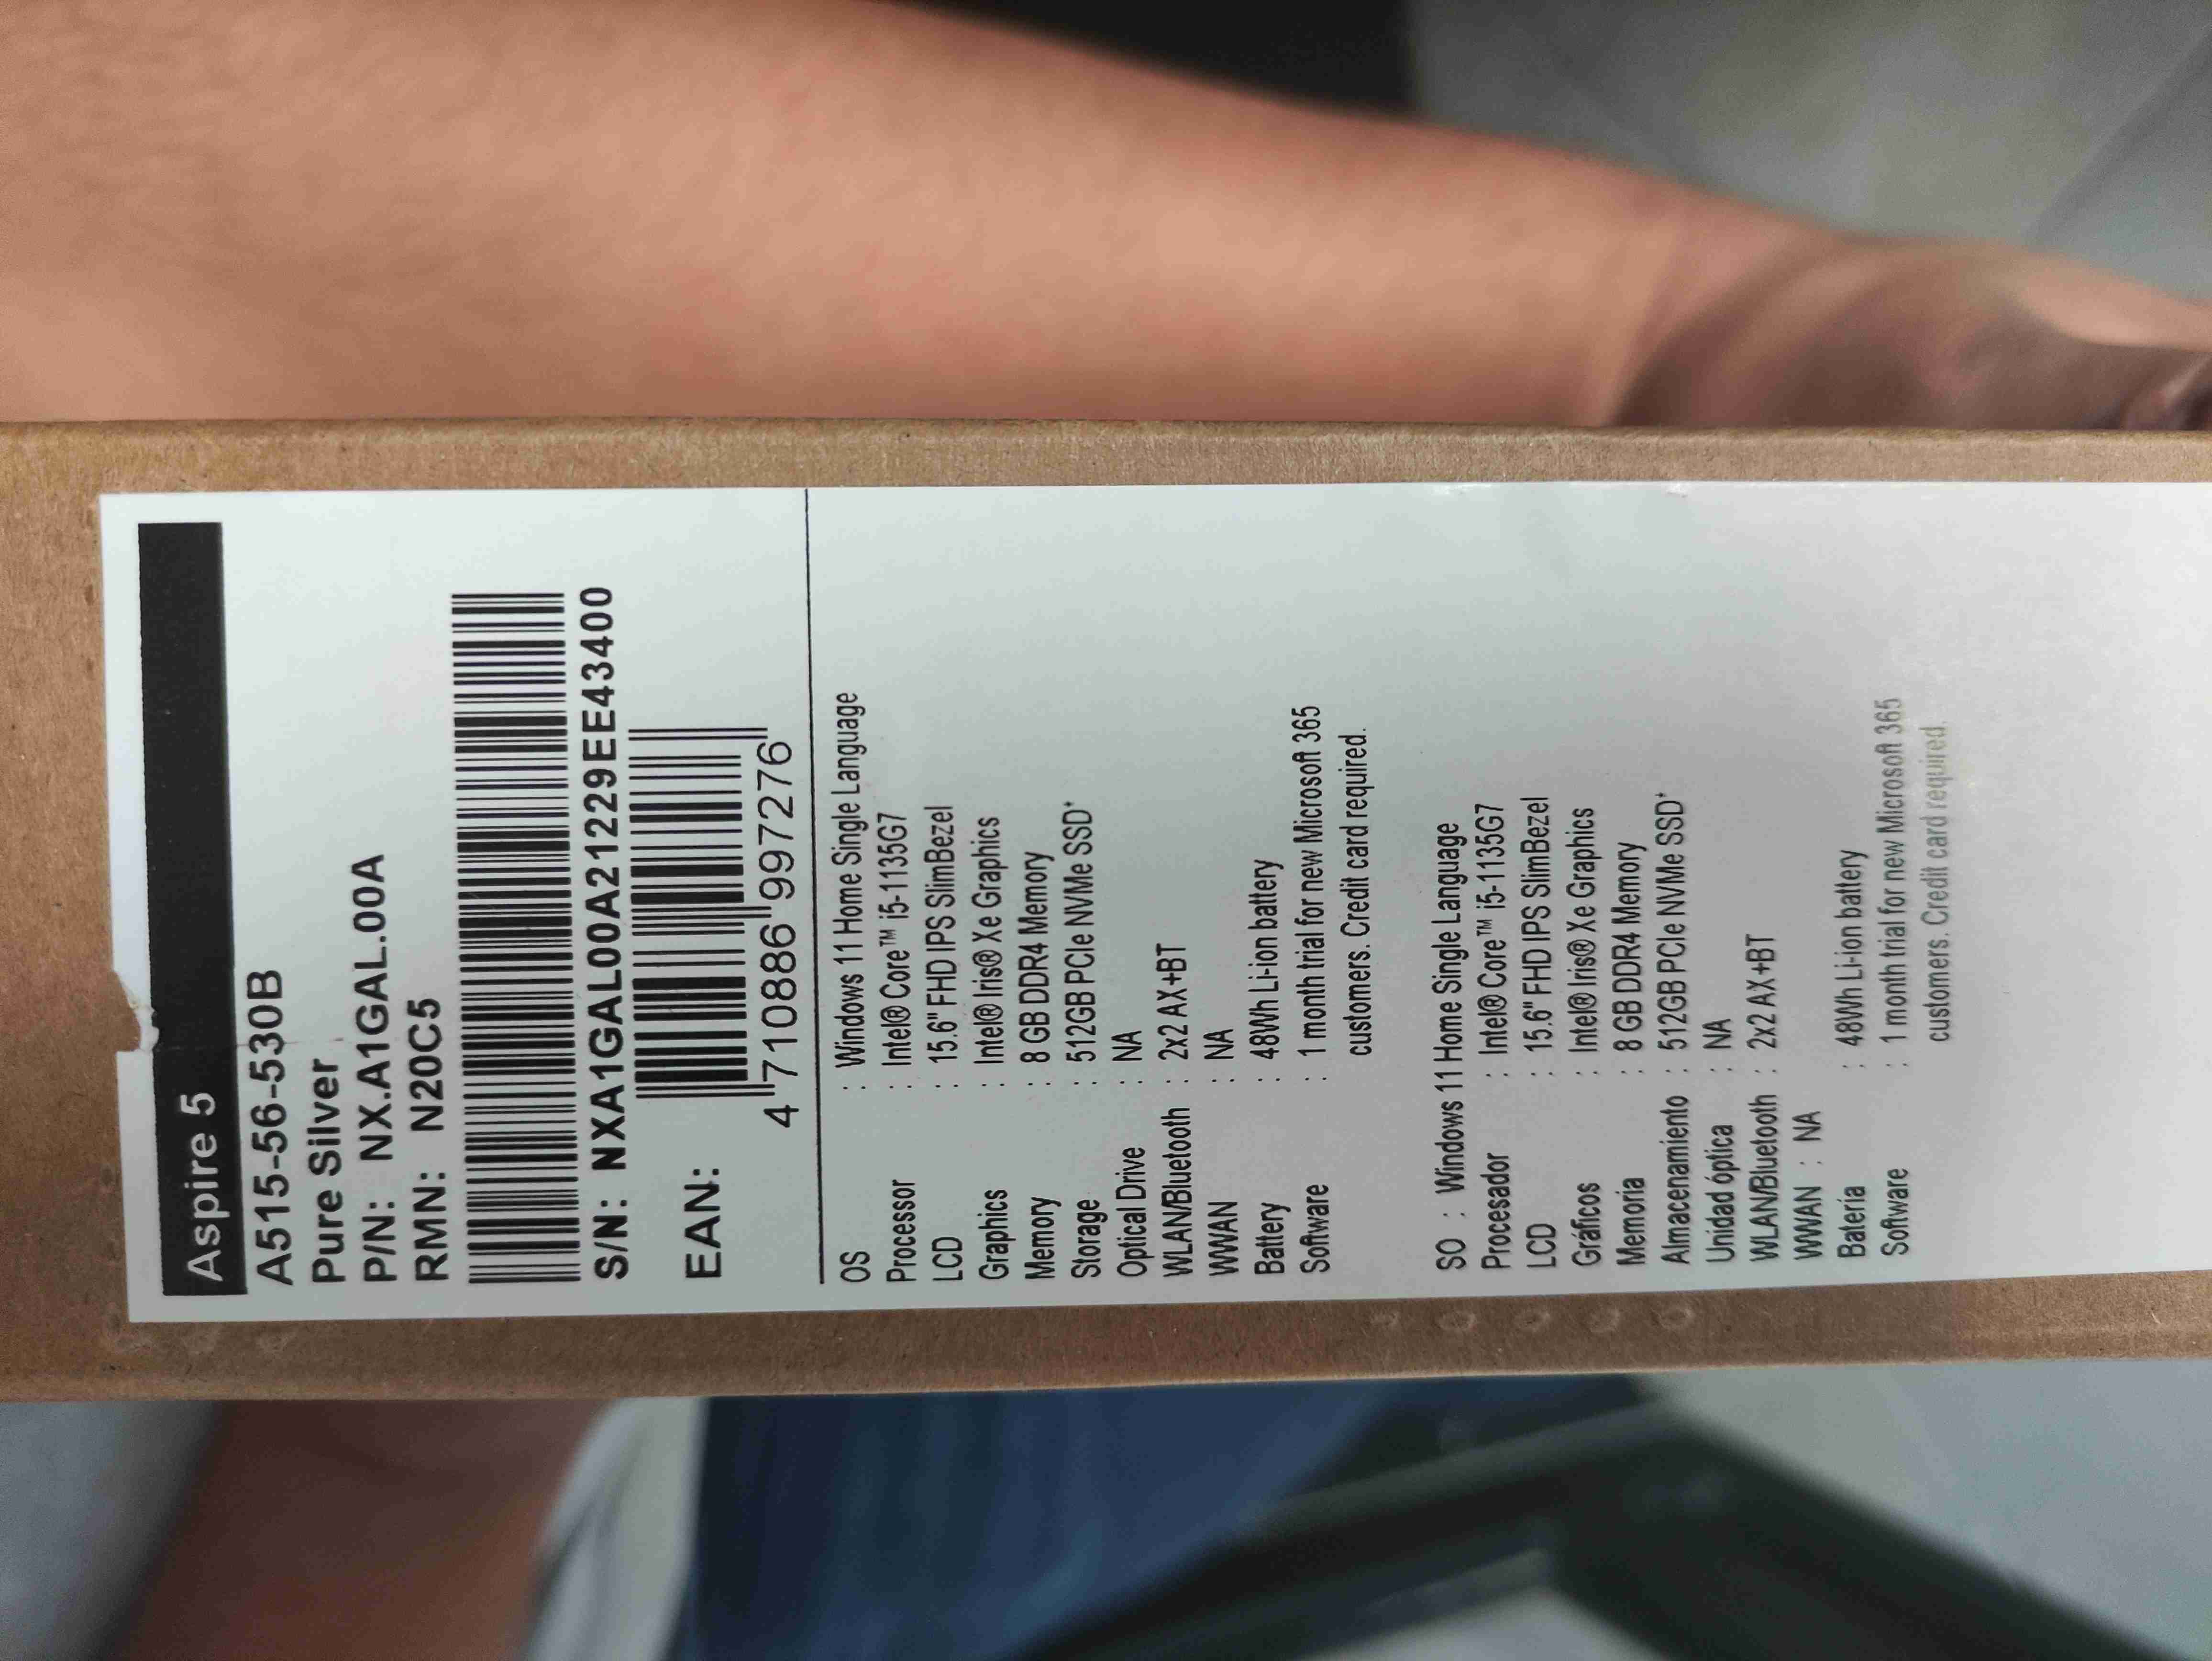 Aspire 5
A515-56-530B
Pure Silver
P/N: NX.A1GAL.00A
RMN: N20C5
S/N: NXA1GAL00A21229EE43400
EAN:
4 710886 997276
OS : Windows 11 Home Single Language
Processor : Intel® Core™ i5-1135G7
LCD : 15.6" FHD IPS SlimBezel
Graphics : Intel® Iris® Xe Graphics
Memory : 8 GB DDR4 Memory
Storage : 512GB PCIe NVMe SSD*
Optical Drive : NA
WLAN/Bluetooth : 2x2 AX+BT
WWAN : NA
Battery : 48Wh Li-ion battery
Software : 1 month trial for new Microsoft 365
customers. Credit card required.
SO : Windows 11 Home Single Language
Procesador : Intel® Core™ i5-1135G7
LCD : 15.6" FHD IPS SlimBezel
Gráficos : Intel® Iris® Xe Graphics
Memoria : 8 GB DDR4 Memory
Almacenamiento : 512GB PCIe NVMe SSD*
Unidad óptica : NA
WLAN/Bluetooth : 2x2 AX+BT
WWAN : NA
Batería : 48Wh Li-ion battery
Software : 1 month trial for new Microsoft 365
customers. Credit card required.